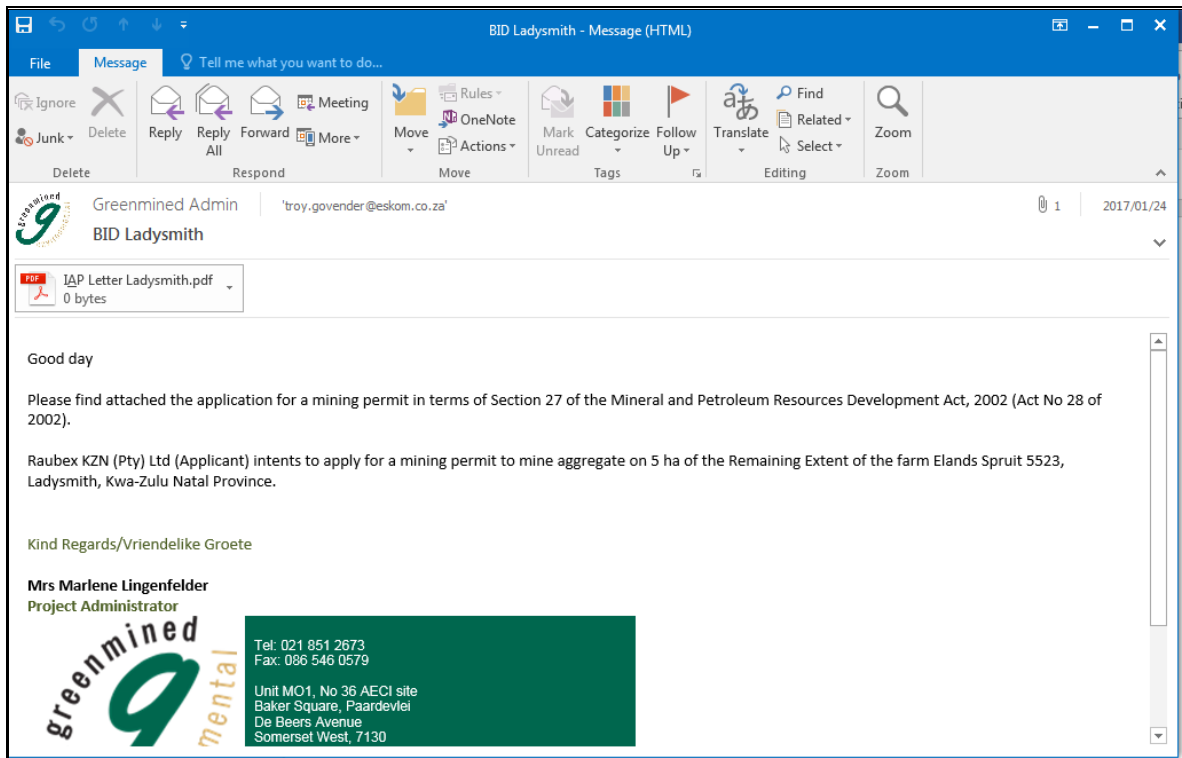 BID Ladysmith - Message (HTML)
File Message Tell me what you want to do...
Ignore
Junk
Delete
Reply
Reply All
Forward
Meeting
More
Move
Rules
OneNote
Actions
Mark Unread
Categorize
Follow Up
Translate
Find
Related
Select
Zoom
Delete Respond Move Tags Editing Zoom
greenmined
Greenmined Admin 'troy.govender@eskom.co.za' 1 2017/01/24
BID Ladysmith
PDF
IAP Letter Ladysmith.pdf
0 bytes
Good day
Please find attached the application for a mining permit in terms of Section 27 of the Mineral and Petroleum Resources Development Act, 2002 (Act No 28 of
2002).
Raubex KZN (Pty) Ltd (Applicant) intents to apply for a mining permit to mine aggregate on 5 ha of the Remaining Extent of the farm Elands Spruit 5523,
Ladysmith, Kwa-Zulu Natal Province.
Kind Regards/Vriendelike Groete
Mrs Marlene Lingenfelder
Project Administrator
greenmined
mental
Tel: 021 851 2673
Fax: 086 546 0579
Unit MO1, No 36 AECI site
Baker Square, Paardevlei
De Beers Avenue
Somerset West, 7130